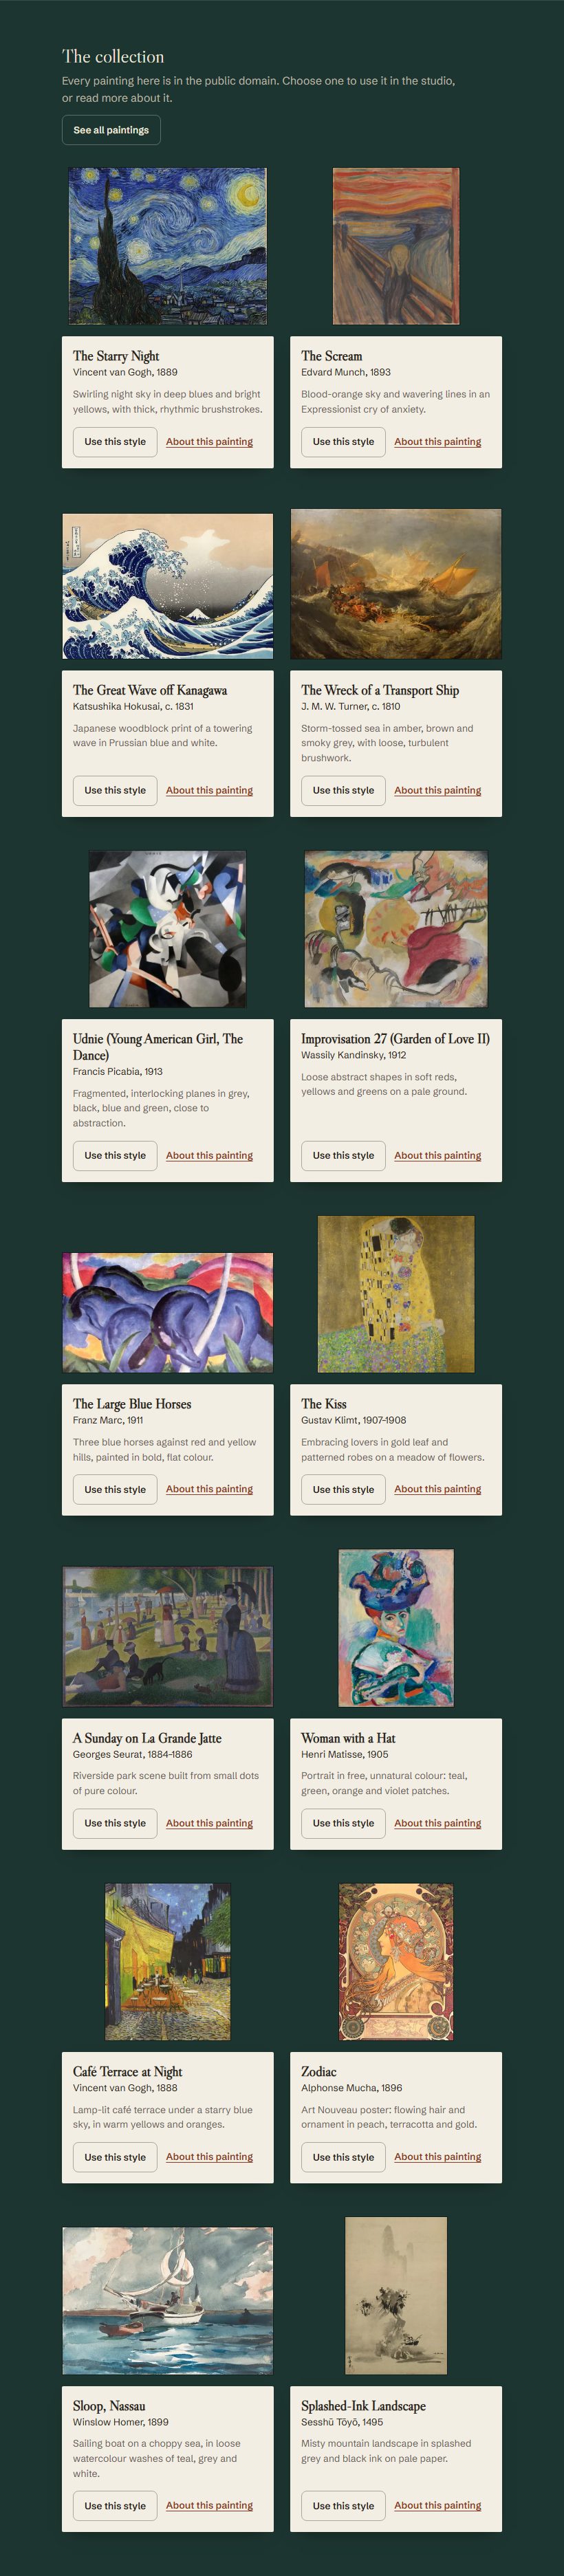 The collection
Every painting here is in the public domain. Choose one to use it in the studio,
or read more about it.
See all paintings
The Starry Night
Vincent van Gogh, 1889
Swirling night sky in deep blues and bright
yellows, with thick, rhythmic brushstrokes.
Use this style About this painting
The Scream
Edvard Munch, 1893
Blood-orange sky and wavering lines in an
Expressionist cry of anxiety.
Use this style About this painting
The Great Wave off Kanagawa
Katsushika Hokusai, c. 1831
Japanese woodblock print of a towering
wave in Prussian blue and white.
Use this style About this painting
The Wreck of a Transport Ship
J. M. W. Turner, c. 1810
Storm-tossed sea in amber, brown and
smoky grey, with loose, turbulent
brushwork.
Use this style About this painting
Udnie (Young American Girl, The
Dance)
Francis Picabia, 1913
Fragmented, interlocking planes in grey,
black, blue and green, close to
abstraction.
Use this style About this painting
Improvisation 27 (Garden of Love II)
Wassily Kandinsky, 1912
Loose abstract shapes in soft reds,
yellows and greens on a pale ground.
Use this style About this painting
The Large Blue Horses
Franz Marc, 1911
Three blue horses against red and yellow
hills, painted in bold, flat colour.
Use this style About this painting
The Kiss
Gustav Klimt, 1907-1908
Embracing lovers in gold leaf and
patterned robes on a meadow of flowers.
Use this style About this painting
A Sunday on La Grande Jatte
Georges Seurat, 1884-1886
Riverside park scene built from small dots
of pure colour.
Use this style About this painting
Woman with a Hat
Henri Matisse, 1905
Portrait in free, unnatural colour: teal,
green, orange and violet patches.
Use this style About this painting
Café Terrace at Night
Vincent van Gogh, 1888
Lamp-lit café terrace under a starry blue
sky, in warm yellows and oranges.
Use this style About this painting
Zodiac
Alphonse Mucha, 1896
Art Nouveau poster: flowing hair and
ornament in peach, terracotta and gold.
Use this style About this painting
Sloop, Nassau
Winslow Homer, 1899
Sailing boat on a choppy sea, in loose
watercolour washes of teal, grey and
white.
Use this style About this painting
Splashed-Ink Landscape
Sesshū Tōyō, 1495
Misty mountain landscape in splashed
grey and black ink on pale paper.
Use this style About this painting